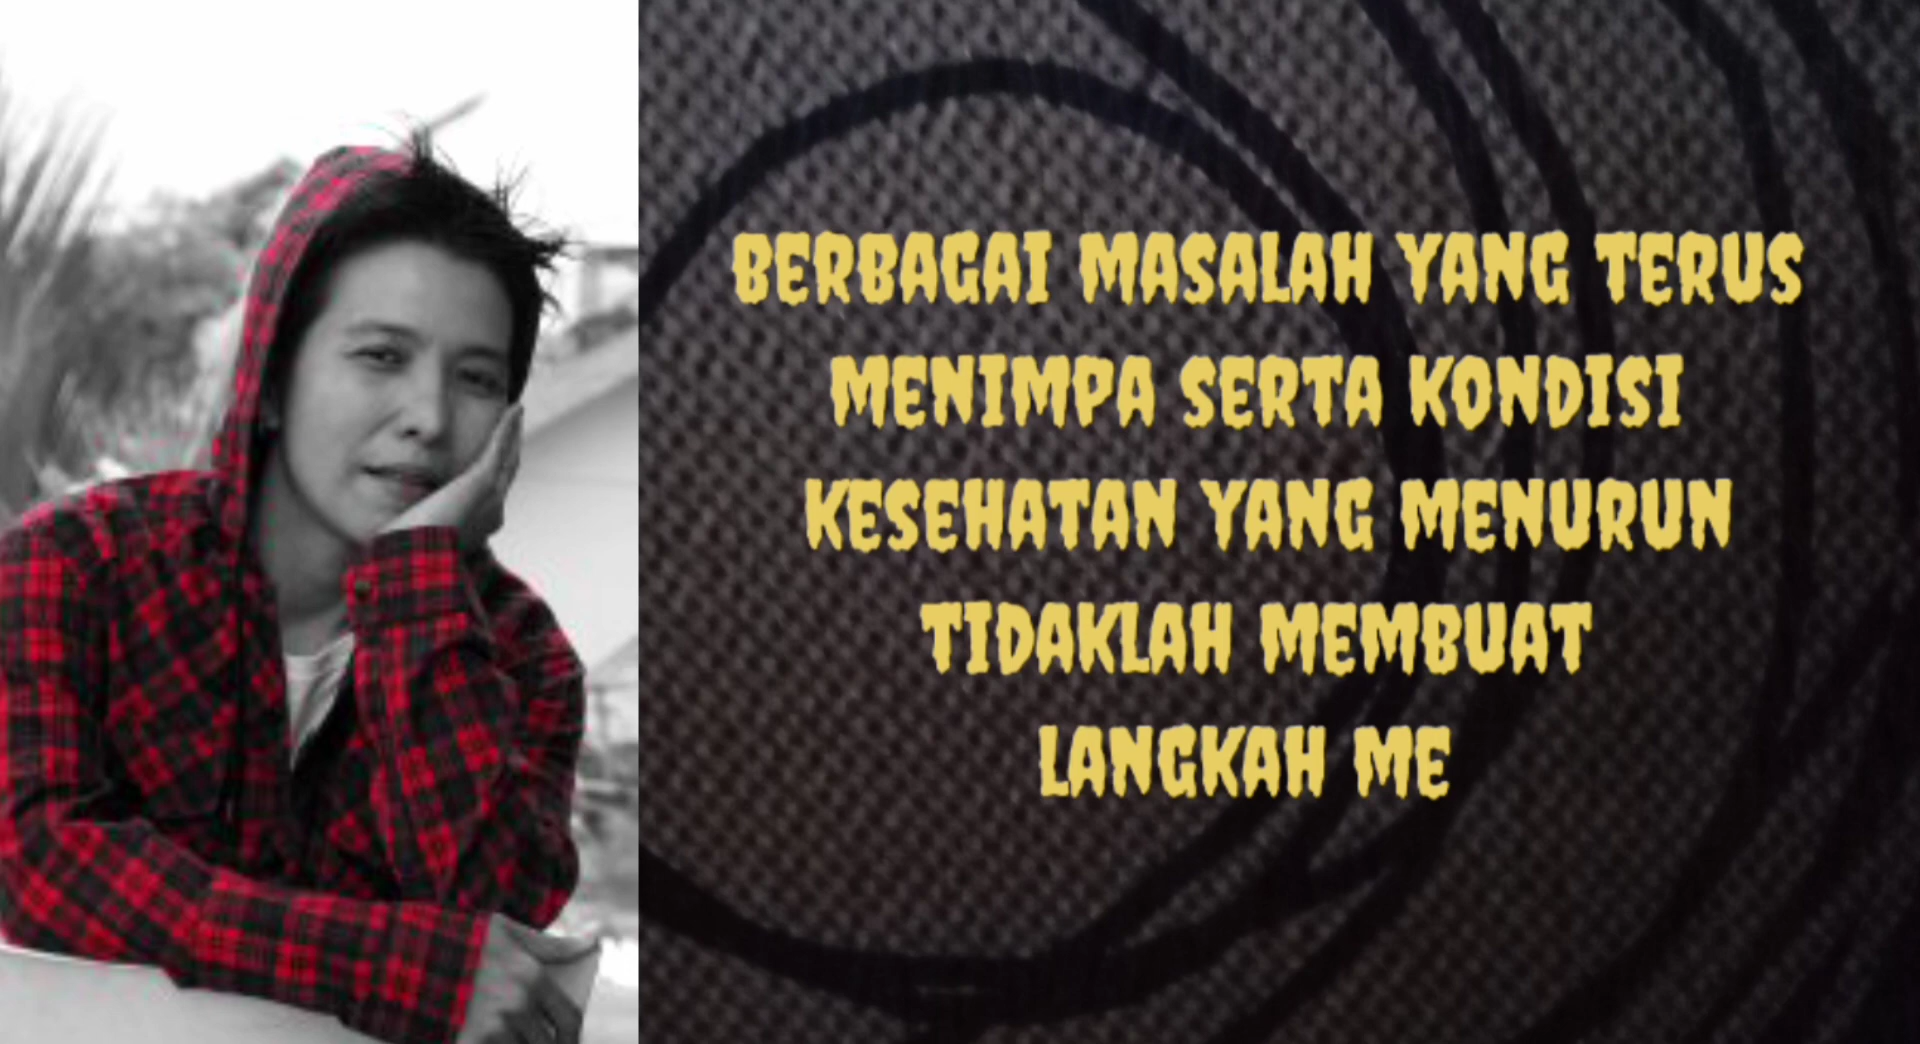 BERBAGAI MASALAH YANG TERUS
MENIMPA SERTA KONDISI
KESEHATAN YANG MENURUN
TIDAKLAH MEMBUAT
LANGKAH ME